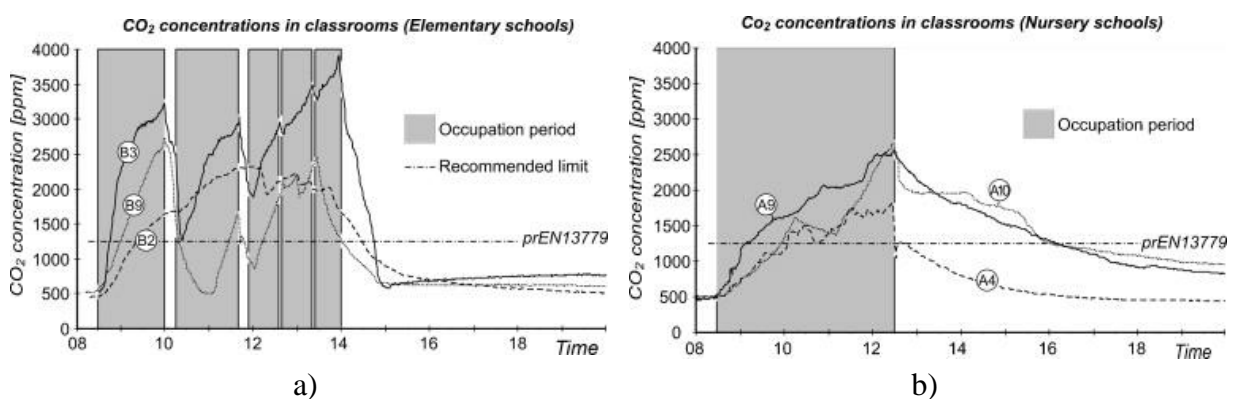 CO2 concentrations in classrooms (Elementary schools)
CO2 concentration [ppm]
4000
3500
3000
2500
2000
1500
1000
500
0
08
10
12
14
Time
B3
B9
B2
Occupation period
Recommended limit
prEN13779
a)
Co2 concentrations in classrooms (Nursery schools)
CO2 concentration [ppm]
4000
3500
3000
2500
2000
1500
1000
500
0
08
10
12
14
16
18
Time
A9
A10
A4
Occupation period
prEN13779
b)